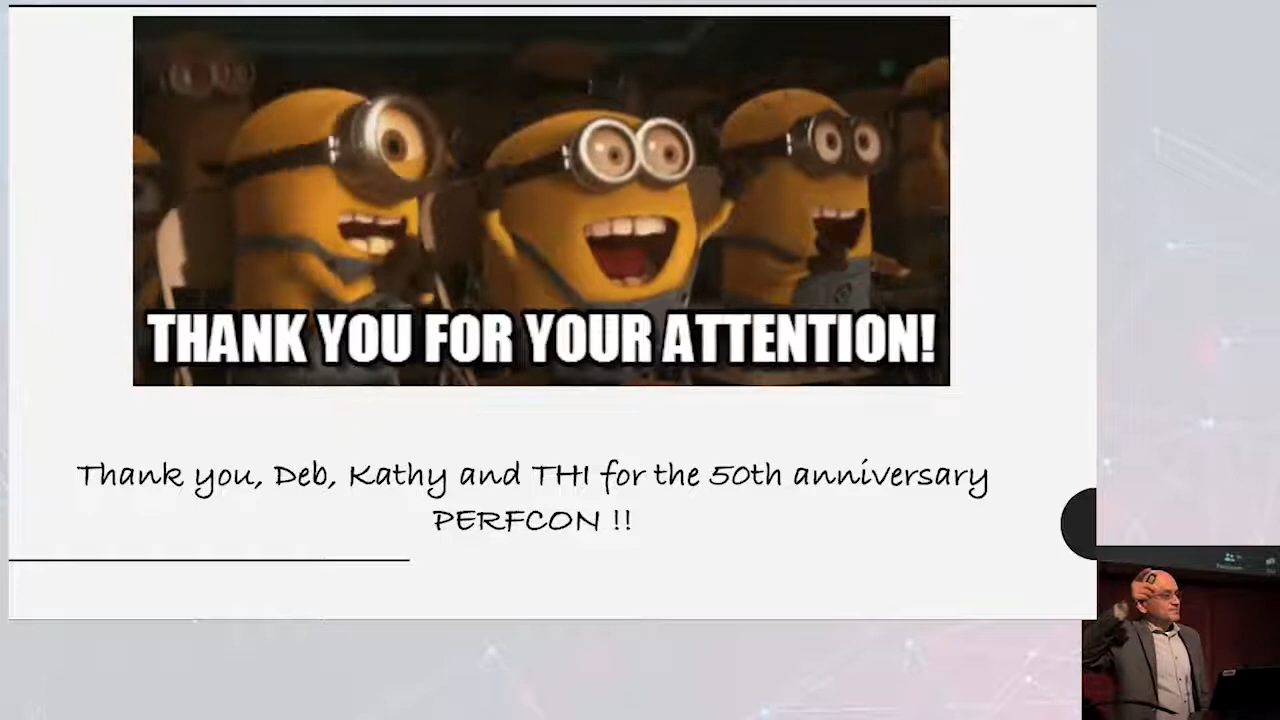 THANK YOU FOR YOUR ATTENTION!
Thank you, Deb, Kathy and THI for the 50th anniversary
PERFCON !!